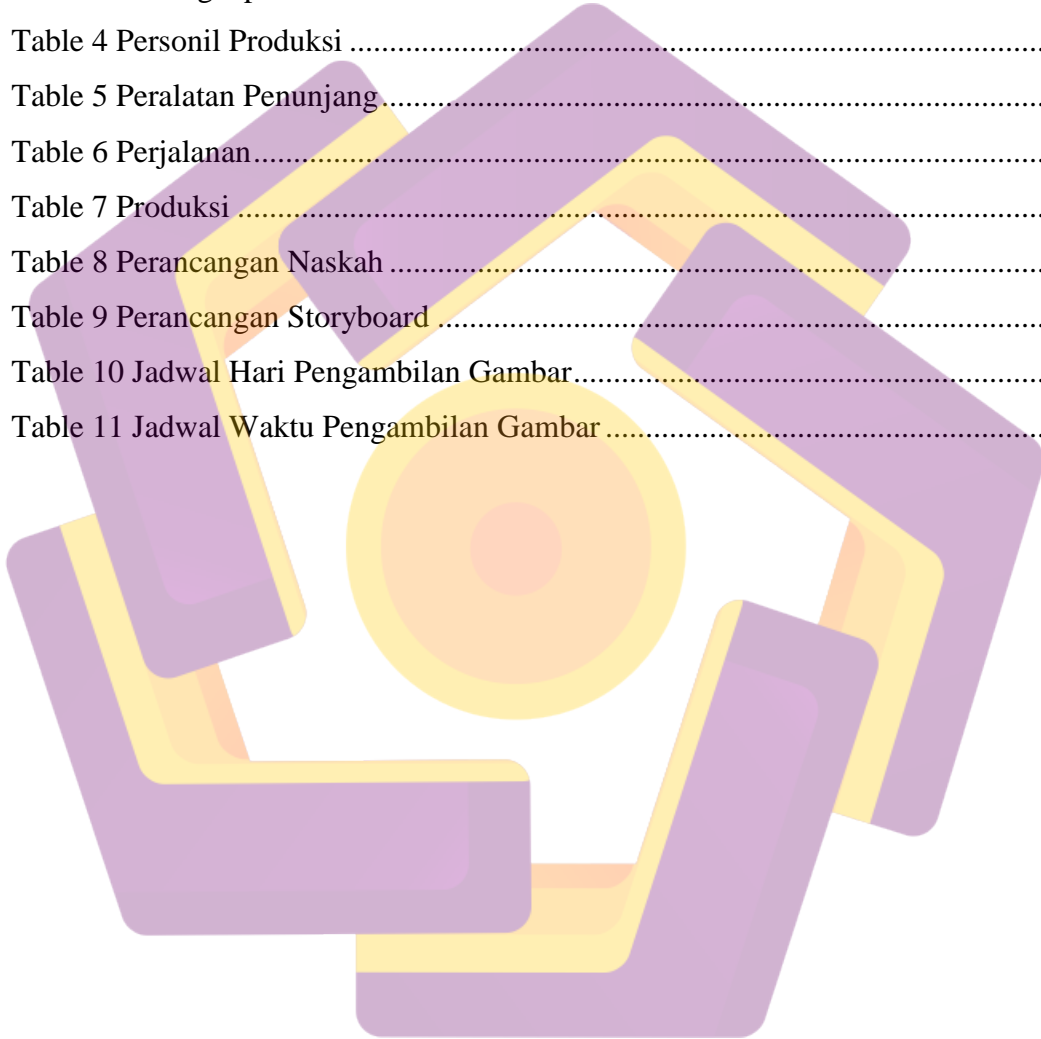 Table 4 Personil Produksi ..........................................................................................
Table 5 Peralatan Penunjang......................................................................................
Table 6 Perjalanan.......................................................................................................
Table 7 Produksi .........................................................................................................
Table 8 Perancangan Naskah .....................................................................................
Table 9 Perancangan Storyboard ...............................................................................
Table 10 Jadwal Hari Pengambilan Gambar.............................................................
Table 11 Jadwal Waktu Pengambilan Gambar .........................................................